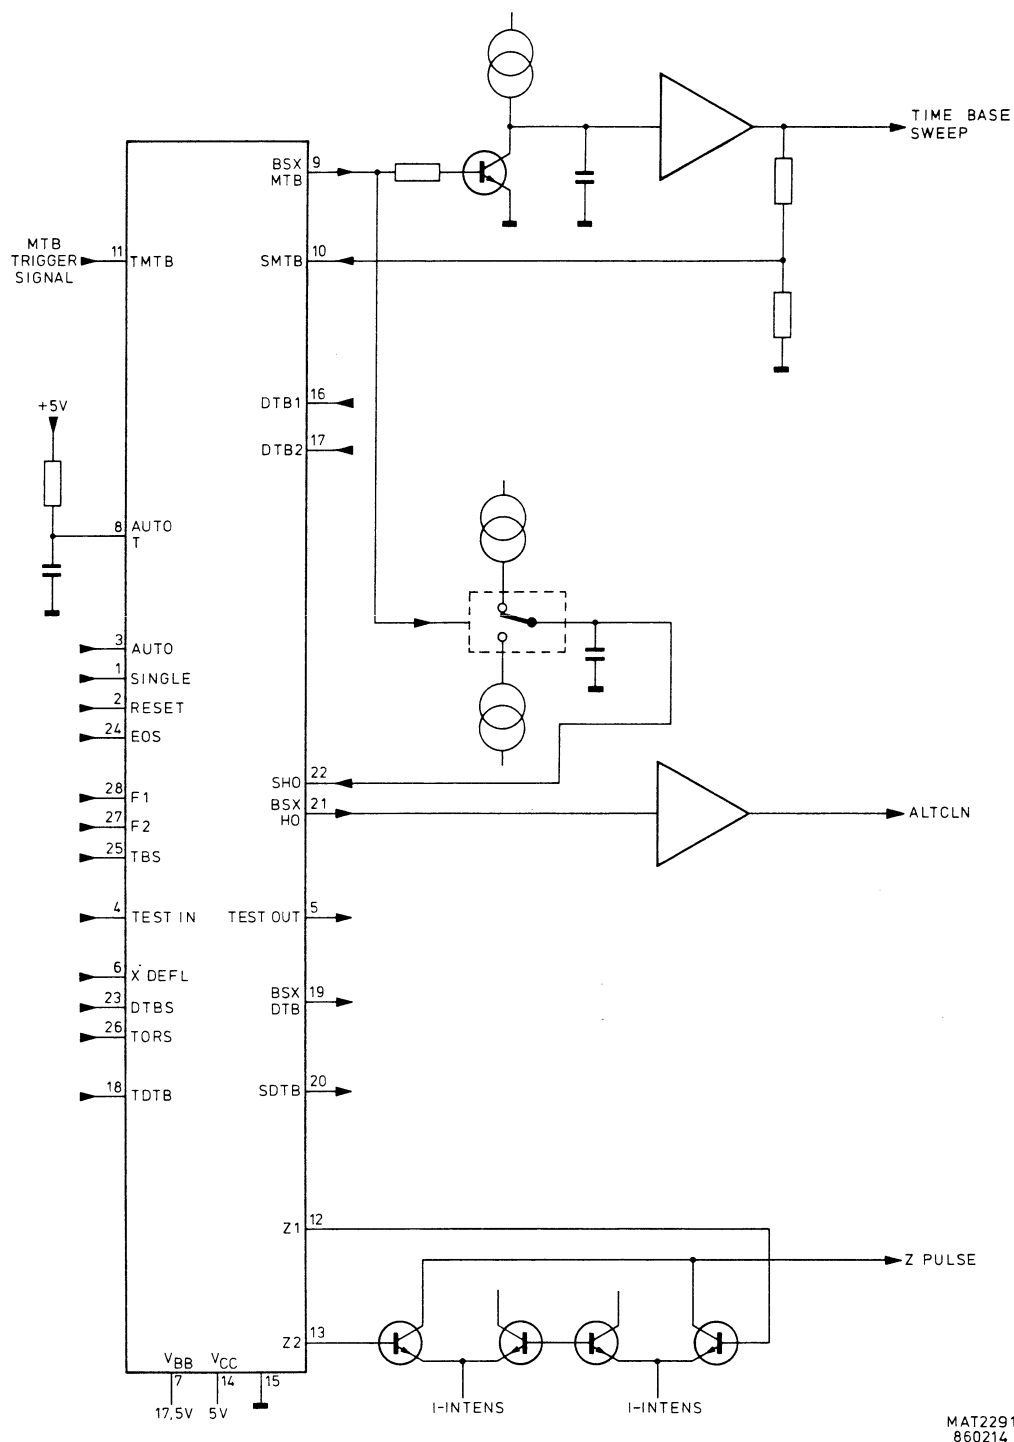 TIME BASE
SWEEP
BSX 9
MTB
MTB
TRIGGER
SIGNAL
11 TMTB
SMTB 10
DTB1 16
DTB2 17
+5V
8 AUTO
T
3 AUTO
1 SINGLE
2 RESET
24 EOS
SHO 22
BSX 21
HO
ALTCLN
28 F1
27 F2
25 TBS
4 TEST IN
TEST OUT 5
6 X DEFL
23 DTBS
26 TORS
BSX 19
DTB
18 TDTB
SDTB 20
Z1 12
Z PULSE
Z2 13
VBB VCC
7 14 15
17,5V 5V
I-INTENS I-INTENS
MAT2291
860214